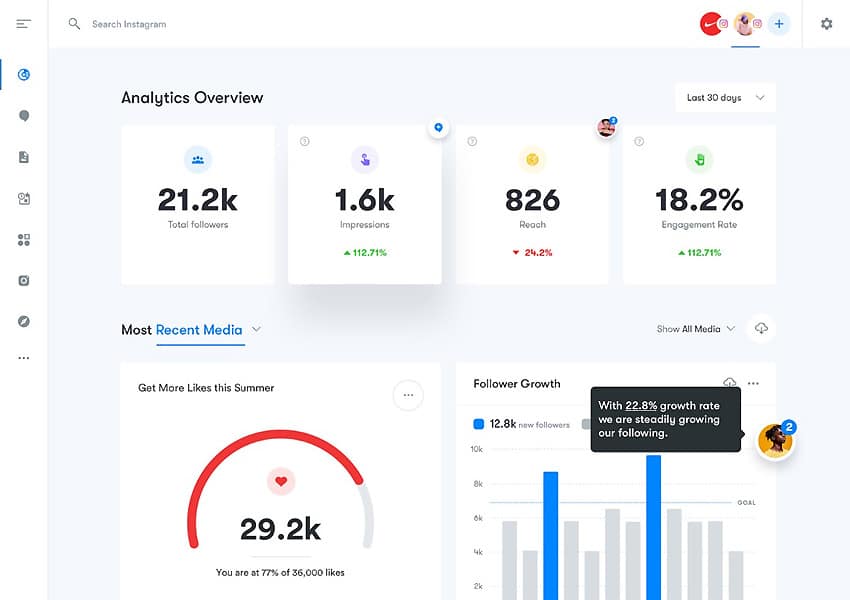 Search Instagram
Analytics Overview
Last 30 days
21.2k
Total followers
1.6k
Impressions
112.71%
826
Reach
24.2%
18.2%
Engagement Rate
112.71%
Most Recent Media
Show All Media
Get More Likes this Summer
29.2k
You are at 77% of 36,000 likes
Follower Growth
With 22.8% growth rate
we are steadily growing
our following.
2
12.8k new followers
10k
8k
GOAL
6k
4k
2k